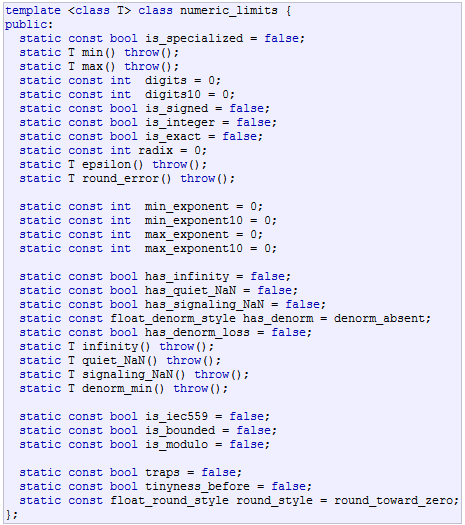 template <class T> class numeric_limits {
public:
  static const bool is_specialized = false;
  static T min() throw();
  static T max() throw();
  static const int  digits = 0;
  static const int  digits10 = 0;
  static const bool is_signed = false;
  static const bool is_integer = false;
  static const bool is_exact = false;
  static const int radix = 0;
  static T epsilon() throw();
  static T round_error() throw();

  static const int  min_exponent = 0;
  static const int  min_exponent10 = 0;
  static const int  max_exponent = 0;
  static const int  max_exponent10 = 0;

  static const bool has_infinity = false;
  static const bool has_quiet_NaN = false;
  static const bool has_signaling_NaN = false;
  static const float_denorm_style has_denorm = denorm_absent;
  static const bool has_denorm_loss = false;
  static T infinity() throw();
  static T quiet_NaN() throw();
  static T signaling_NaN() throw();
  static T denorm_min() throw();

  static const bool is_iec559 = false;
  static const bool is_bounded = false;
  static const bool is_modulo = false;

  static const bool traps = false;
  static const bool tinyness_before = false;
  static const float_round_style round_style = round_toward_zero;
};